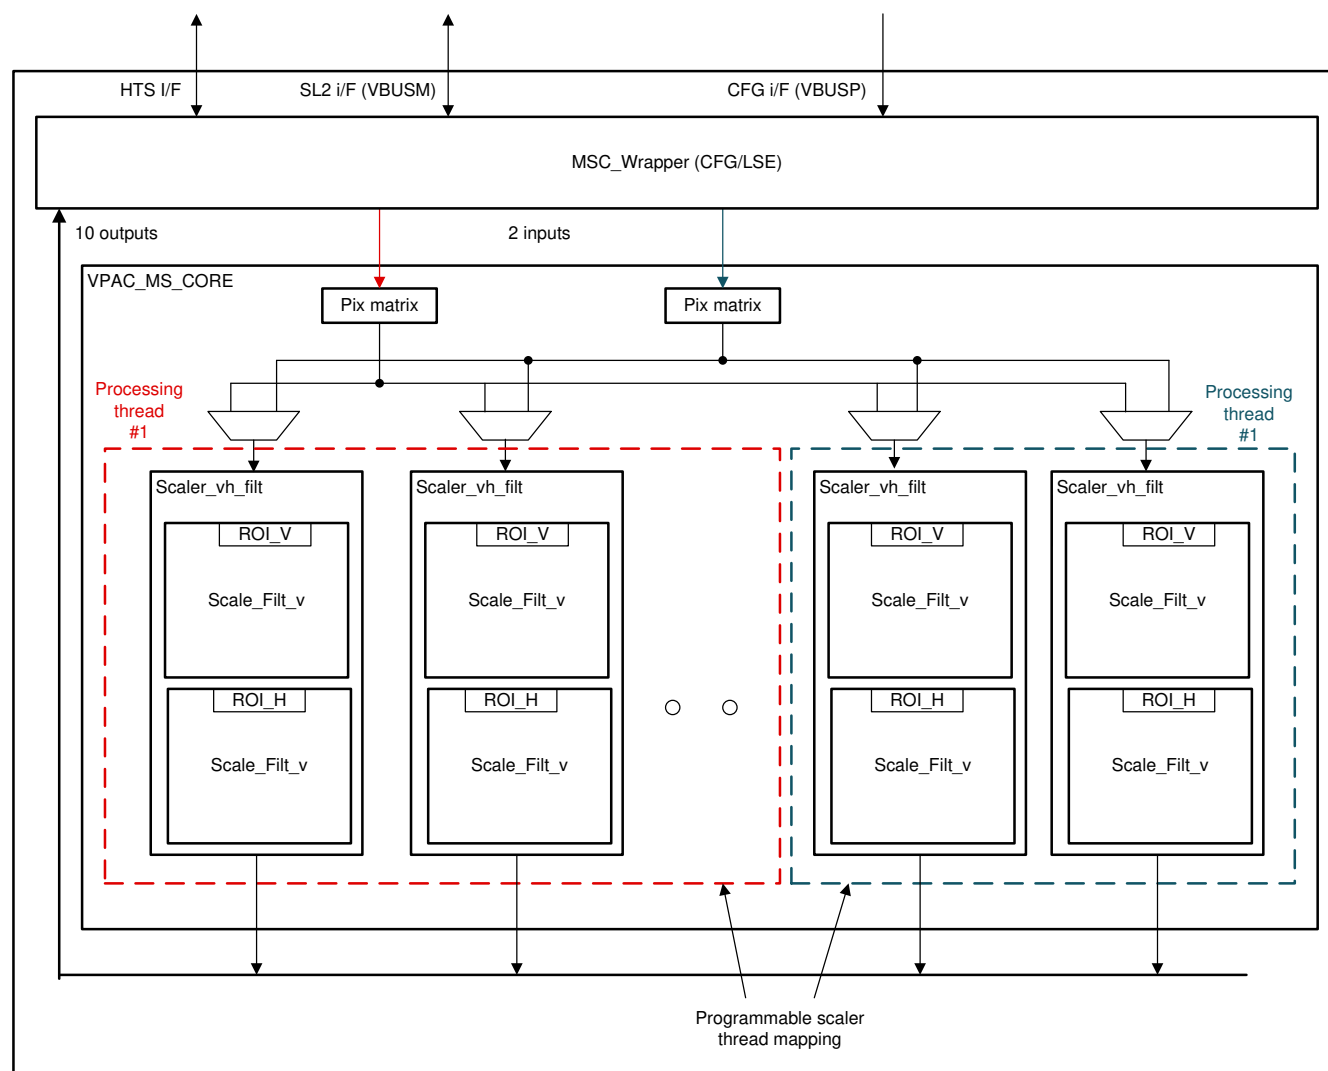 HTS I/F
SL2 i/F (VBUSM)
CFG i/F (VBUSP)
MSC_Wrapper (CFG/LSE)
10 outputs
2 inputs
VPAC_MS_CORE
Pix matrix
Pix matrix
Processing
thread
#1
Processing
thread
#1
Scaler_vh_filt
Scaler_vh_filt
Scaler_vh_filt
Scaler_vh_filt
ROI_V
ROI_V
ROI_V
ROI_V
Scale_Filt_v
Scale_Filt_v
Scale_Filt_v
Scale_Filt_v
ROI_H
ROI_H
ROI_H
ROI_H
Scale_Filt_v
Scale_Filt_v
Scale_Filt_v
Scale_Filt_v
Programmable scaler
thread mapping